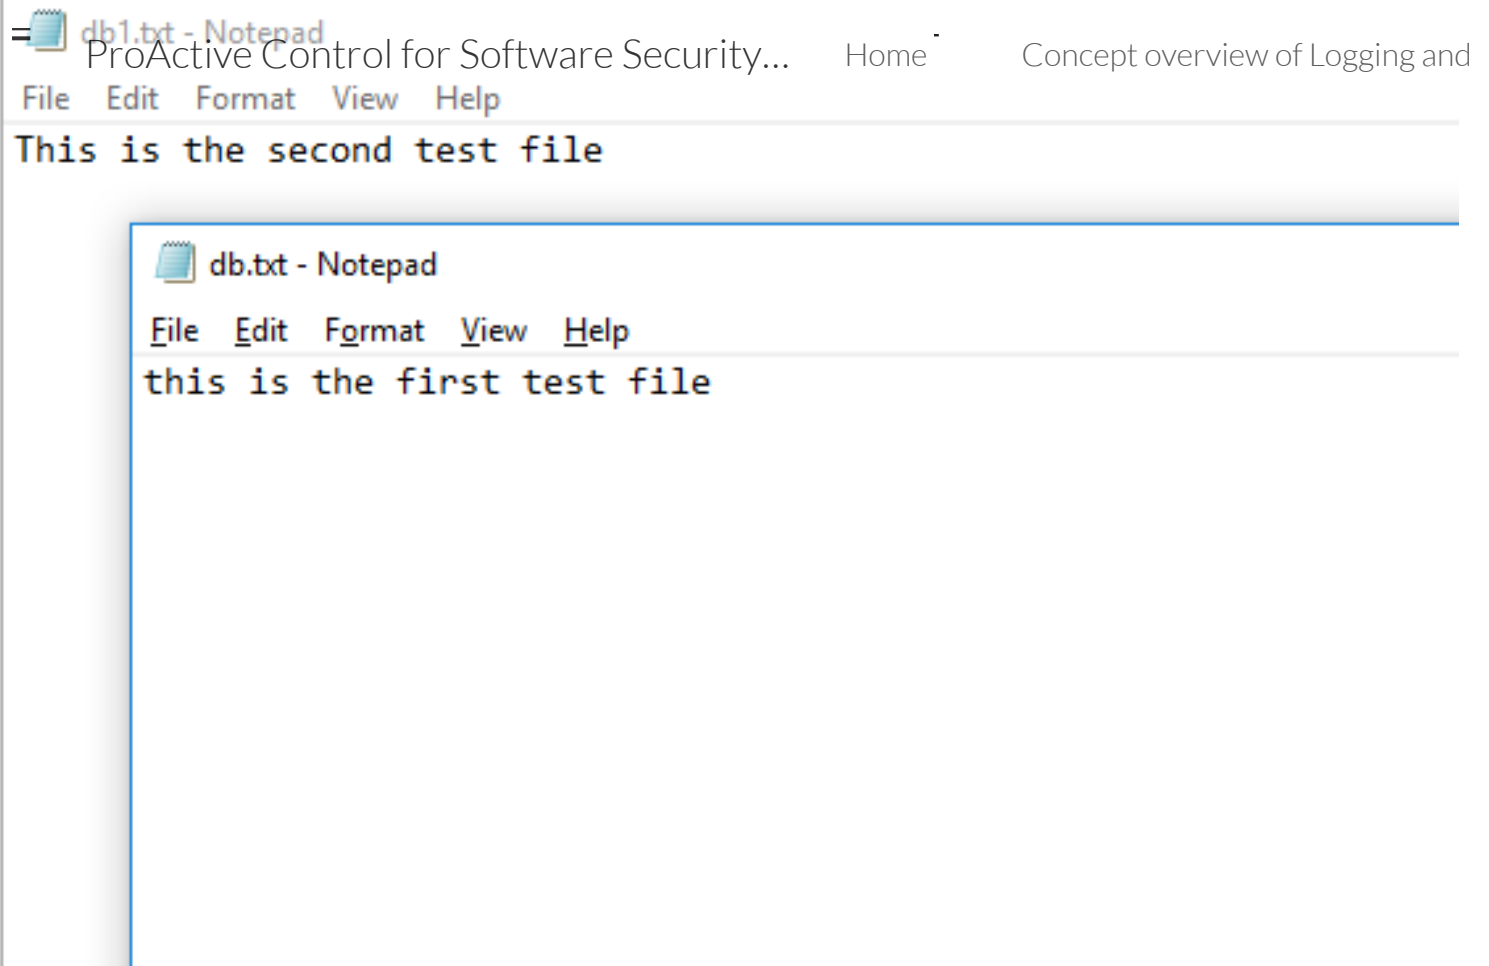 db1.txt - Notepad
ProActive Control for Software Security... Home Concept overview of Logging and
File Edit Format View Help
This is the second test file
db.txt - Notepad
File Edit Format View Help
this is the first test file